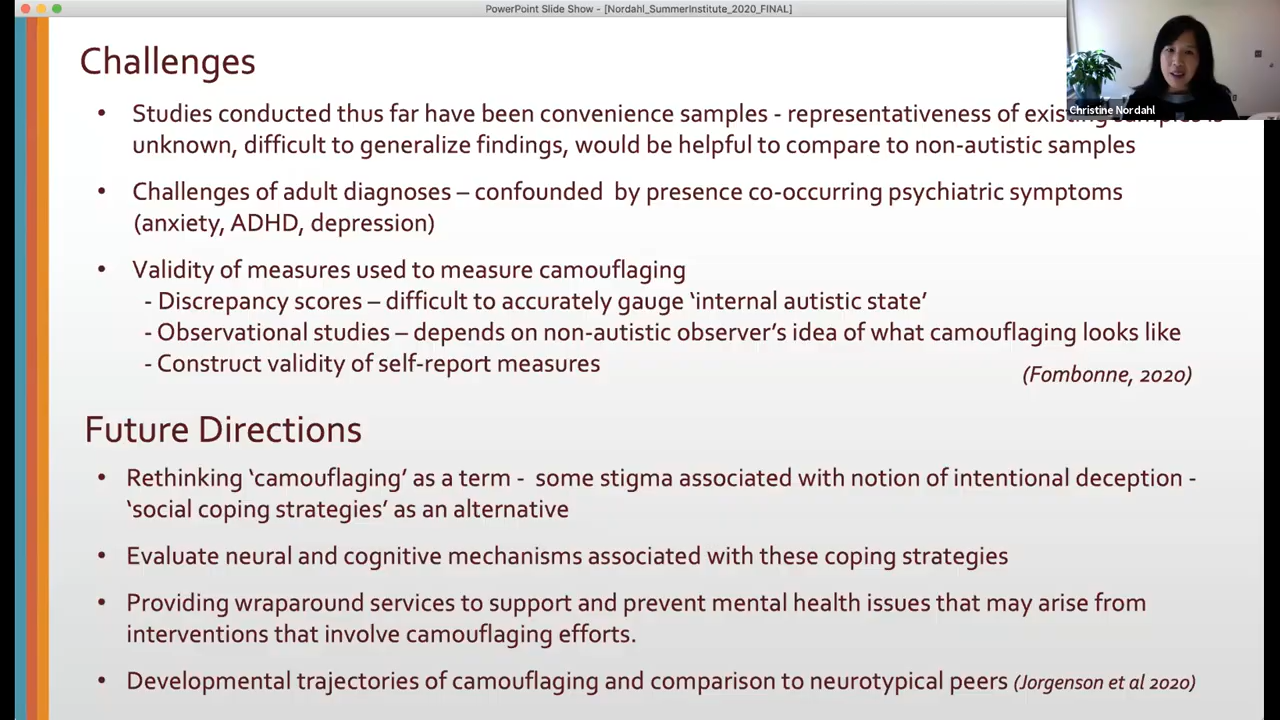 PowerPoint Slide Show - [Nordahl_SummerInstitute_2020_FINAL]
Challenges
• Studies conducted thus far have been convenience samples - representativeness of existing samples is
unknown, difficult to generalize findings, would be helpful to compare to non-autistic samples
• Challenges of adult diagnoses – confounded by presence co-occurring psychiatric symptoms
(anxiety, ADHD, depression)
• Validity of measures used to measure camouflaging
- Discrepancy scores – difficult to accurately gauge ‘internal autistic state’
- Observational studies – depends on non-autistic observer’s idea of what camouflaging looks like
- Construct validity of self-report measures
(Fombonne, 2020)
Future Directions
• Rethinking ‘camouflaging’ as a term - some stigma associated with notion of intentional deception -
‘social coping strategies’ as an alternative
• Evaluate neural and cognitive mechanisms associated with these coping strategies
• Providing wraparound services to support and prevent mental health issues that may arise from
interventions that involve camouflaging efforts.
• Developmental trajectories of camouflaging and comparison to neurotypical peers (Jorgenson et al 2020)
Christine Nordahl